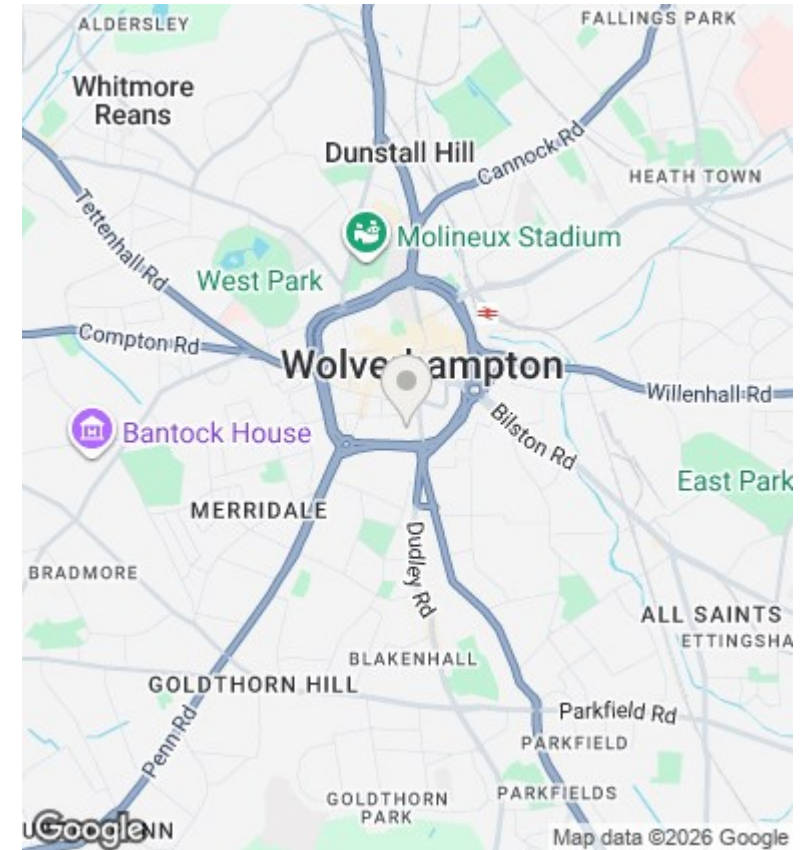 ALDERSLEY
FALLINGS PARK
Whitmore
Reans
Dunstall Hill
Cannock Rd
HEATH TOWN
Tettenhall Rd
Molineux Stadium
West Park
Compton Rd
Wolverhampton
Willenhall Rd
Bantock House
Bilston Rd
East Park
MERRIDALE
Dudley Rd
BRADMORE
ALL SAINTS
ETTINGSHA
BLAKENHALL
GOLDTHORN HILL
Penn Rd
Parkfield Rd
PARKFIELD
GOLDTHORN
PARK
PARKFIELDS
Google
Map data ©2026 Google